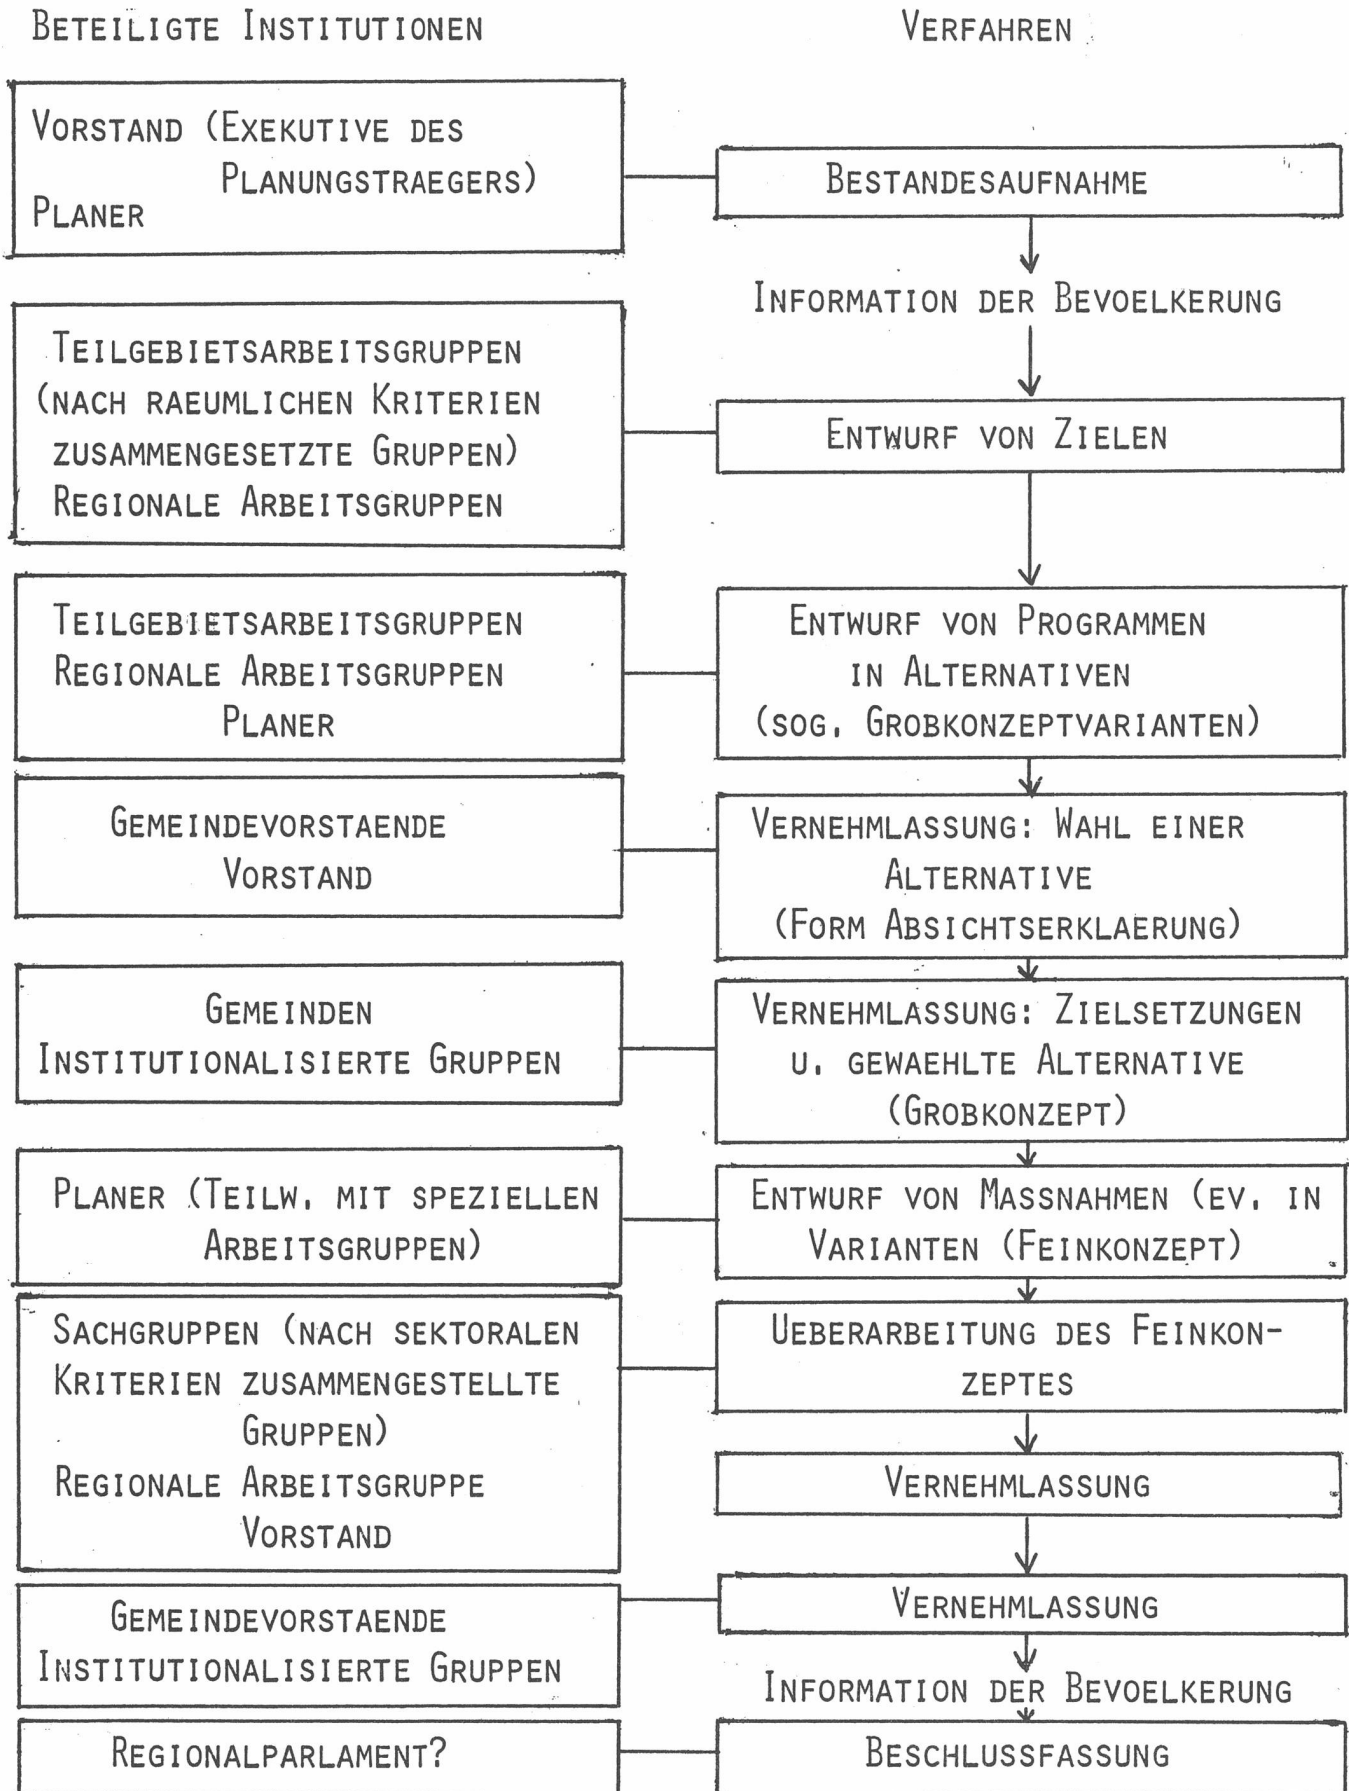 BETEILIGTE INSTITUTIONEN
VERFAHREN
VORSTAND (EXEKUTIVE DES
PLANUNGSTRAEGERS)
PLANER
BESTANDESAUFNAHME
INFORMATION DER BEVOELKERUNG
TEILGEBIETSARBEITSGRUPPEN
(NACH RAEUMLICHEN KRITERIEN
ZUSAMMENGESETZTE GRUPPEN)
REGIONALE ARBEITSGRUPPEN
ENTWURF VON ZIELEN
TEILGEBIETSARBEITSGRUPPEN
REGIONALE ARBEITSGRUPPEN
PLANER
ENTWURF VON PROGRAMMEN
IN ALTERNATIVEN
(SOG. GROBKONZEPTVARIANTEN)
GEMEINDEVORSTAENDE
VORSTAND
VERNEHMLASSUNG: WAHL EINER
ALTERNATIVE
(FORM ABSICHTSERKLAERUNG)
GEMEINDEN
INSTITUTIONALISIERTE GRUPPEN
VERNEHMLASSUNG: ZIELSETZUNGEN
U. GEWAEHLTE ALTERNATIVE
(GROBKONZEPT)
PLANER (TEILW. MIT SPEZIELLEN
ARBEITSGRUPPEN)
ENTWURF VON MASSNAHMEN (EV. IN
VARIANTEN (FEINKONZEPT)
SACHGRUPPEN (NACH SEKTORALEN
KRITERIEN ZUSAMMENGESTELLTE
GRUPPEN)
REGIONALE ARBEITSGRUPPE
VORSTAND
UEBERARBEITUNG DES FEINKON-
ZEPTES
VERNEHMLASSUNG
GEMEINDEVORSTAENDE
INSTITUTIONALISIERTE GRUPPEN
VERNEHMLASSUNG
INFORMATION DER BEVOELKERUNG
REGIONALPARLAMENT?
BESCHLUSSFASSUNG